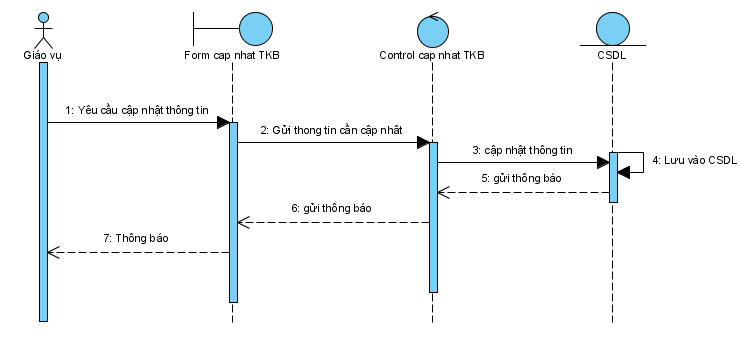 Giáo vụ
Form cap nhat TKB
Control cap nhat TKB
CSDL
1: Yêu cầu cập nhật thông tin
2: Gửi thong tin cần cập nhât
3: cập nhật thông tin
4: Lưu vào CSDL
5: gửi thông báo
6: gửi thông báo
7: Thông báo